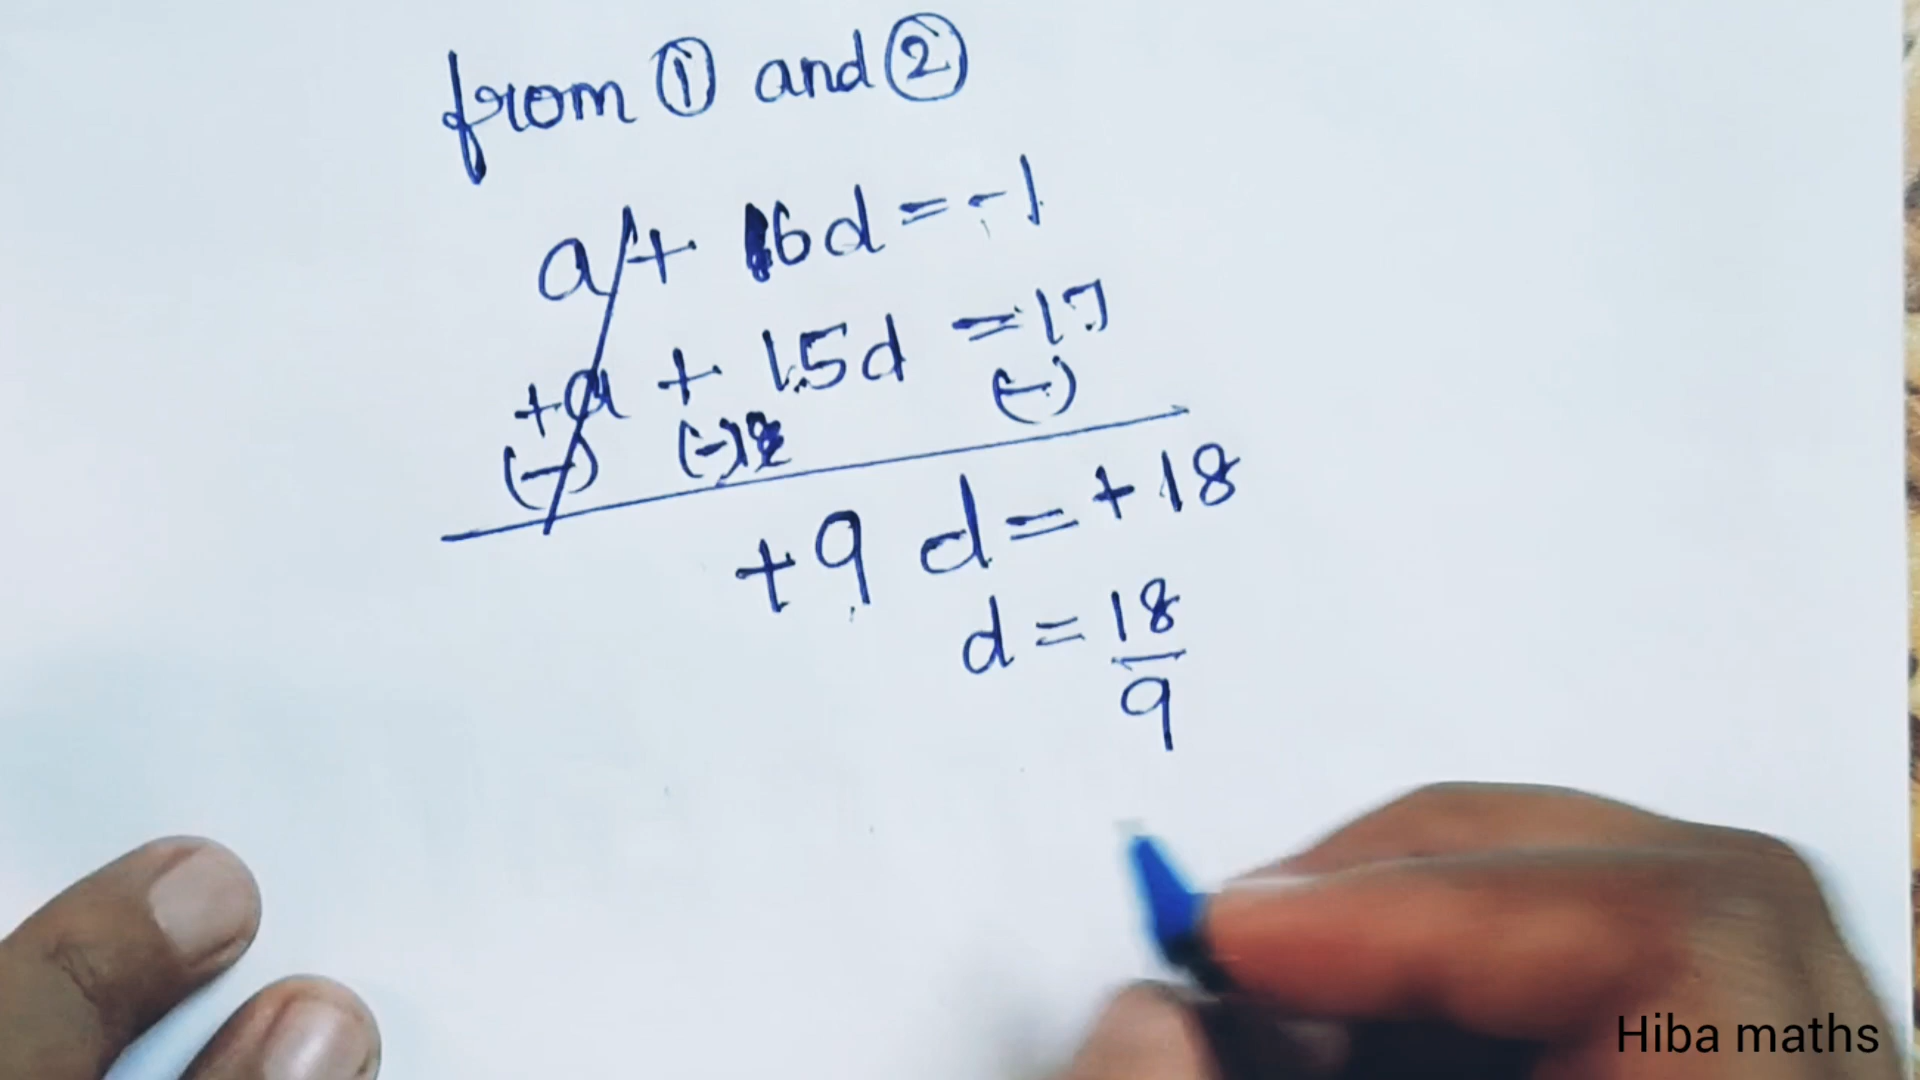 from ① and ②
a + 6d = -1
+a + 15d = 17
(-) (-) (-)
+9 d = +18
d = 18/9
Hiba maths